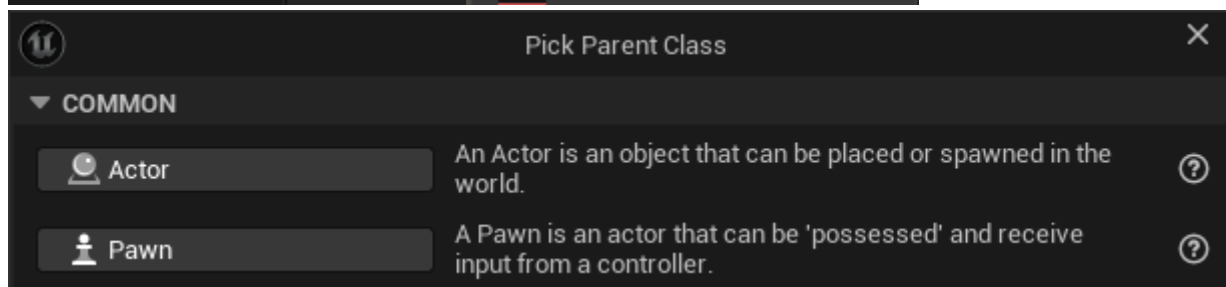 Pick Parent Class
COMMON
Actor
An Actor is an object that can be placed or spawned in the
world.
Pawn
A Pawn is an actor that can be 'possessed' and receive
input from a controller.